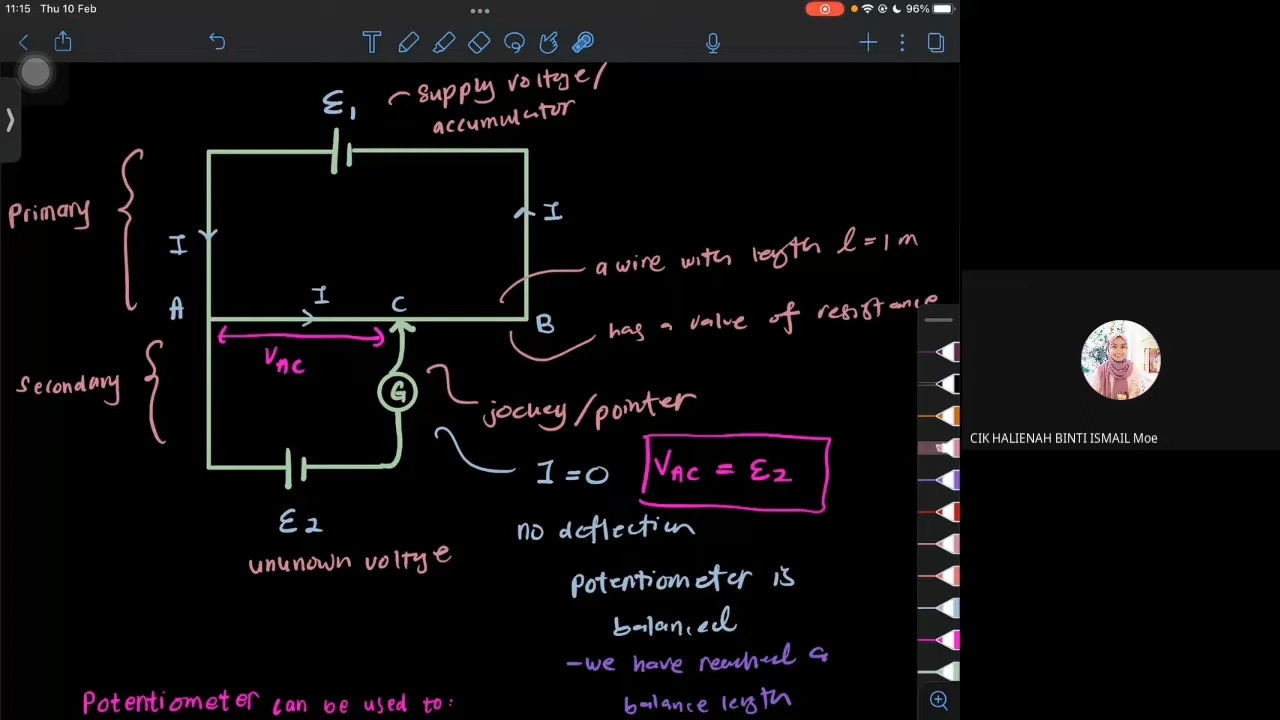 11:15 Thu 10 Feb
96%
T
ε1
supply voltge/
accumulator
Primary
I
I
a wire with length l = 1 m
A
I
C
B
has a value of resistance
VAC
Secondary
G
jockey/pointer
I = 0
VAC = ε2
ε2
no deflection
unknown voltge
potentiometer is
balanced
- we have reached a
balance length
Potentiometer can be used to:
CIK HALIENAH BINTI ISMAIL Moe